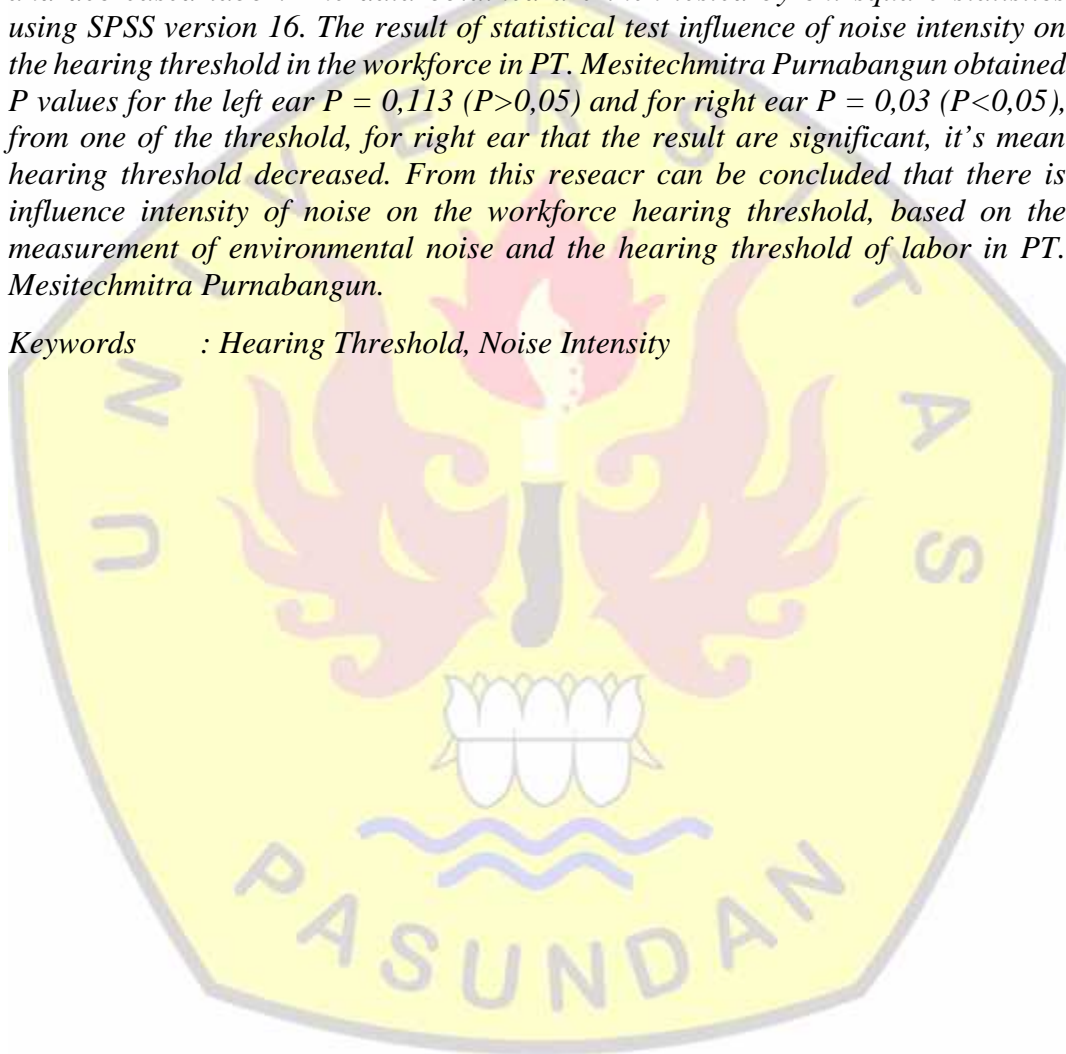 using SPSS version 16. The result of statistical test influence of noise intensity on
the hearing threshold in the workforce in PT. Mesitechmitra Purnabangun obtained
P values for the left ear P = 0,113 (P>0,05) and for right ear P = 0,03 (P<0,05),
from one of the threshold, for right ear that the result are significant, it's mean
hearing threshold decreased. From this reseacr can be concluded that there is
influence intensity of noise on the workforce hearing threshold, based on the
measurement of environmental noise and the hearing threshold of labor in PT.
Mesitechmitra Purnabangun.
Keywords : Hearing Threshold, Noise Intensity
UNIVERSITAS
PASUNDAN